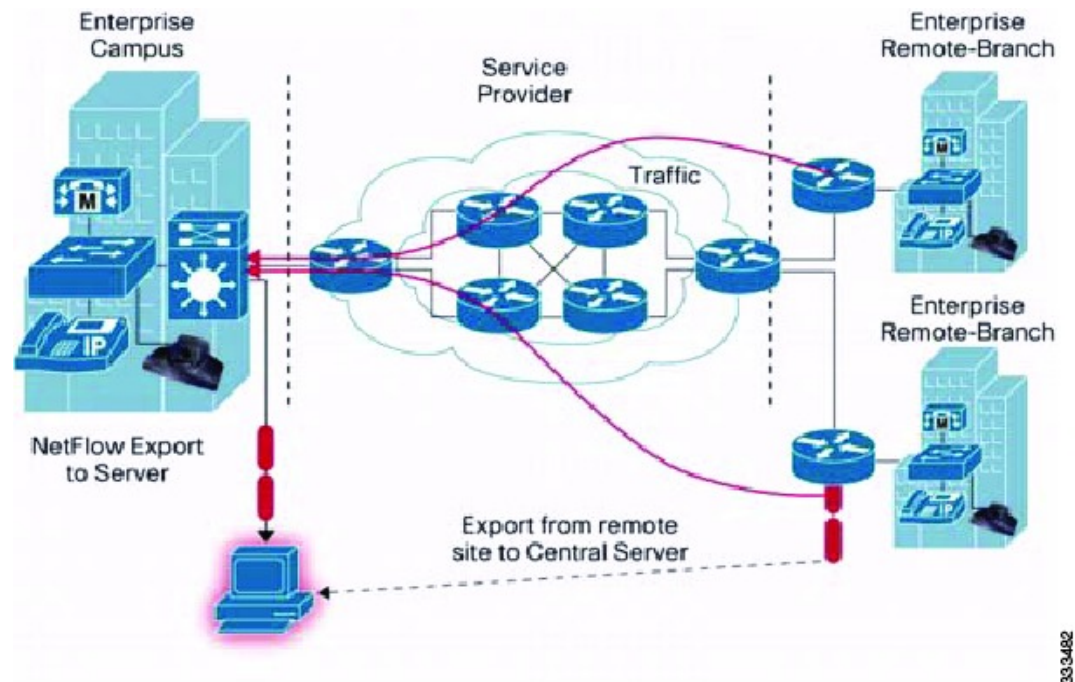 Enterprise
Campus
Service
Provider
Enterprise
Remote-Branch
Traffic
M
IP
M
IP
Enterprise
Remote-Branch
M
IP
NetFlow Export
to Server
Export from remote
site to Central Server
333482